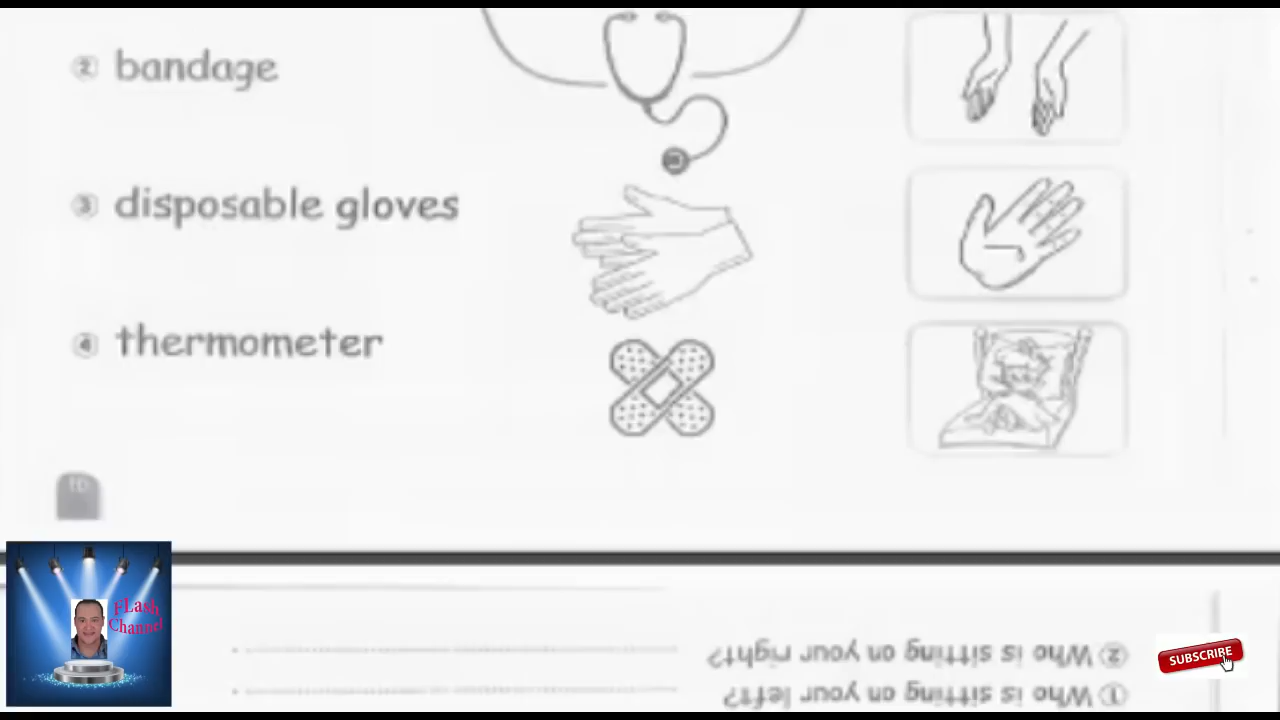 ② bandage
③ disposable gloves
④ thermometer
10
FLash
Channel
② Who is sitting on your right?
① Who is sitting on your left?
SUBSCRIBE